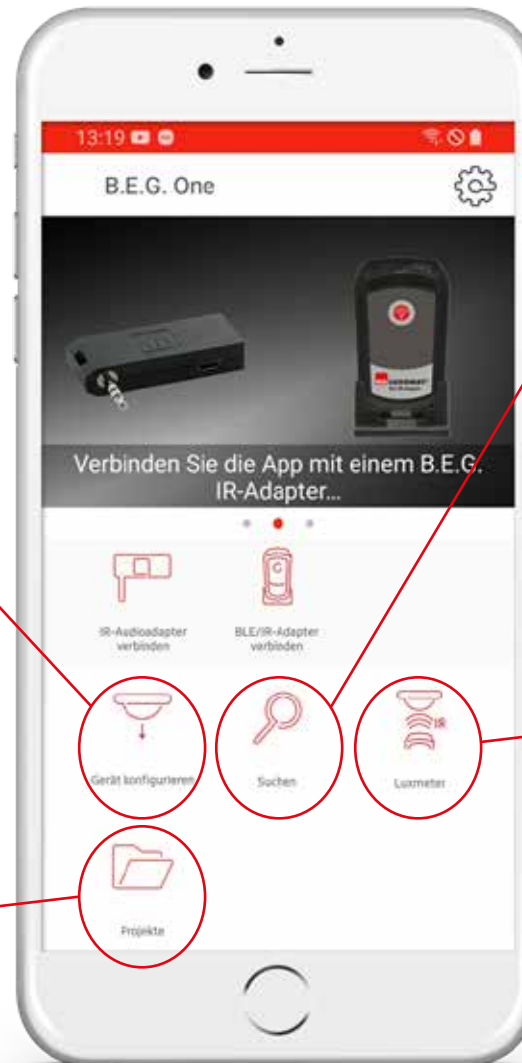 13:19
B.E.G. One
Verbinden Sie die App mit einem B.E.G.
IR-Adapter...
IR-Audioadapter
verbinden
BLE/IR-Adapter
verbinden
IR
Gerät konfigurieren
Suchen
Luxmeter
Projekte